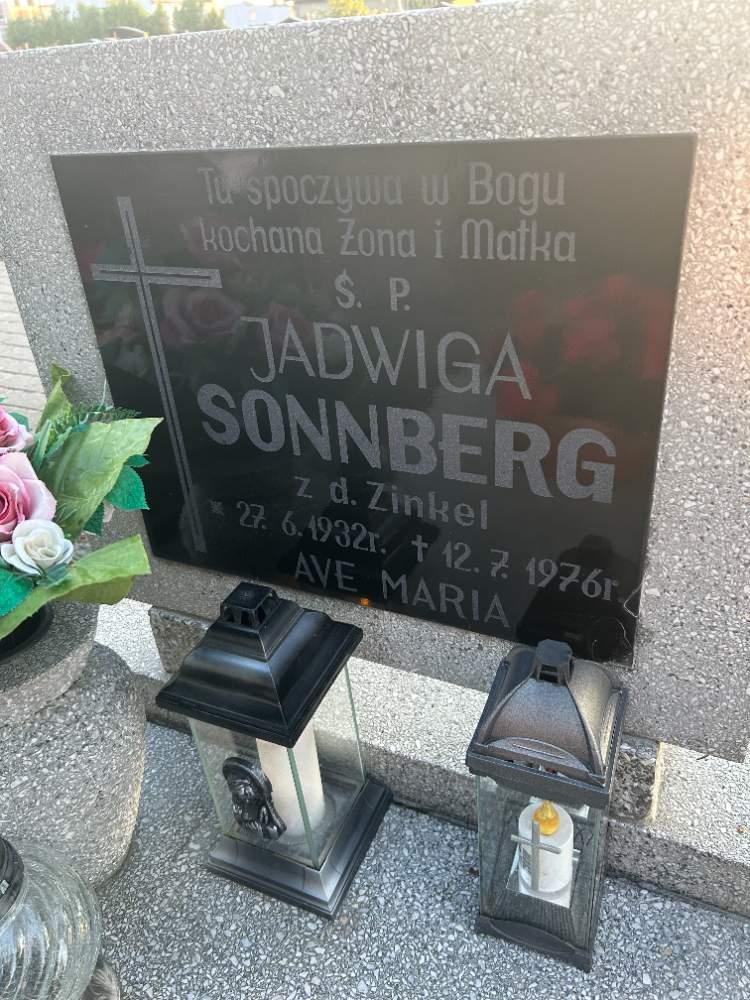 Tu spoczywa w Bogu
kochana Żona i Matka
Ś. P.
JADWIGA
SONNBERG
z d. Zinkel
* 27. 6. 1932r. † 12. 7. 1976r.
AVE MARIA